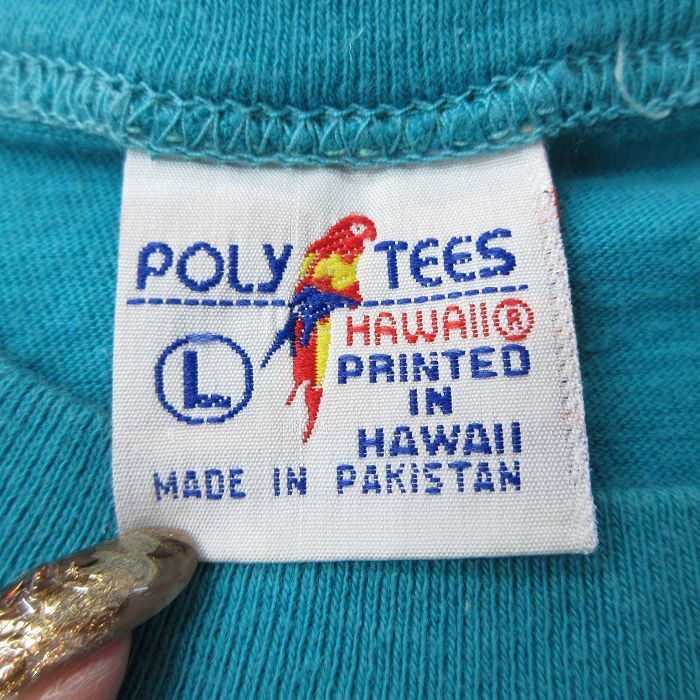 POLY TEES
HAWAII®
L
PRINTED
IN
HAWAII
MADE IN PAKISTAN